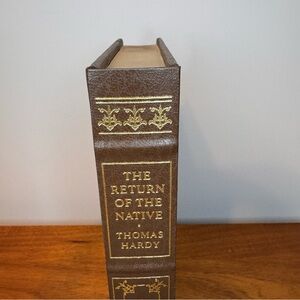 THE
RETURN
OF THE
NATIVE
THOMAS
HARDY